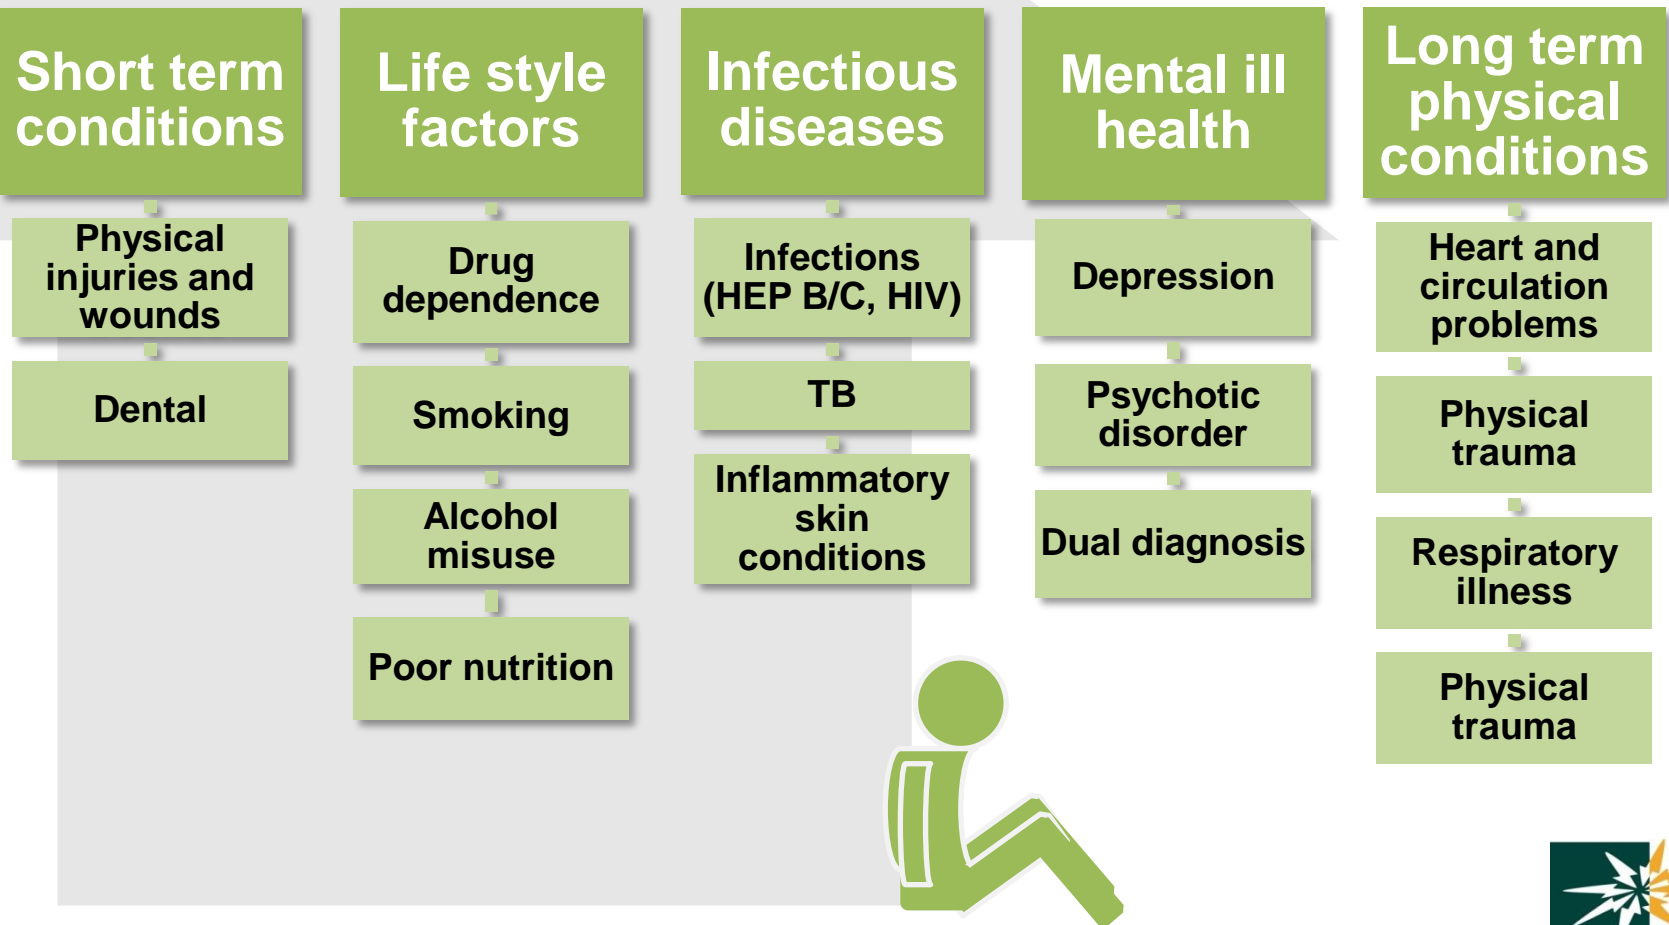 Short term
conditions
Physical
injuries and
wounds
Dental
Life style
factors
Drug
dependence
Smoking
Alcohol
misuse
Poor nutrition
Infectious
diseases
Infections
(HEP B/C, HIV)
TB
Inflammatory
skin
conditions
Mental ill
health
Depression
Psychotic
disorder
Dual diagnosis
Long term
physical
conditions
Heart and
circulation
problems
Physical
trauma
Respiratory
illness
Physical
trauma